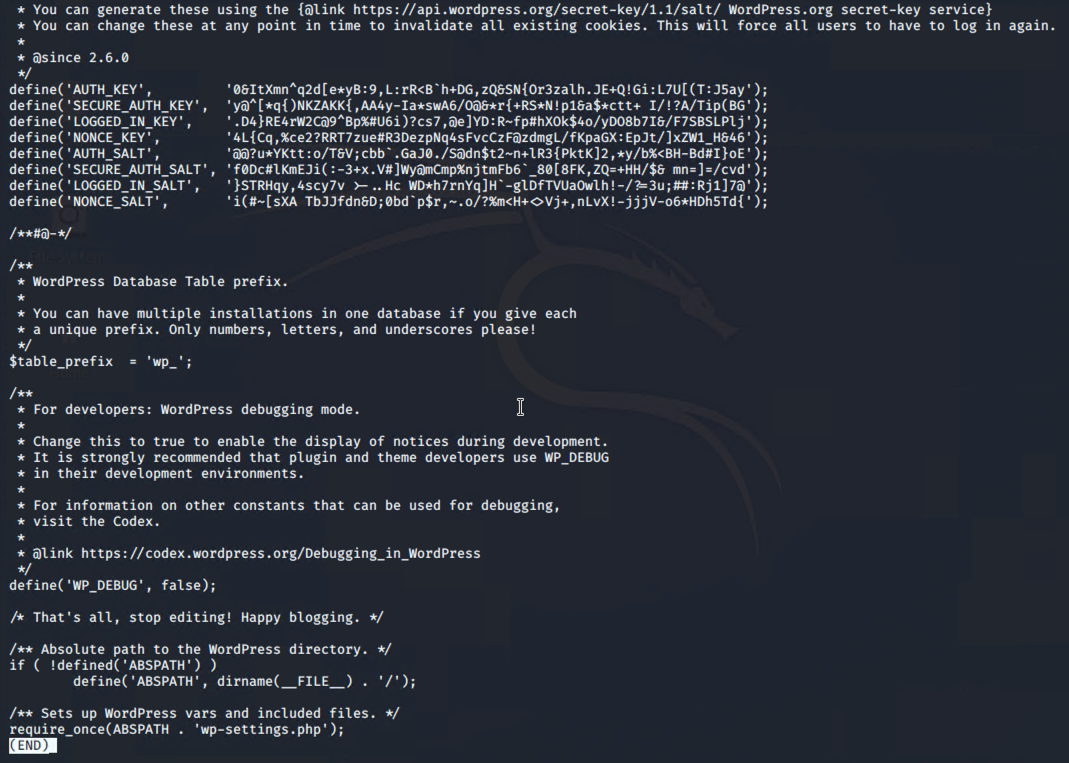 * You can generate these using the {@link https://api.wordpress.org/secret-key/1.1/salt/ WordPress.org secret-key service}
* You can change these at any point in time to invalidate all existing cookies. This will force all users to have to log in again.
*
* @since 2.6.0
*/
define('AUTH_KEY', '0&ItXmn^q2d[e*yB:9,L:rR<B`h+DG,zQ&SN{Or3zalh.JE+Q!Gi:L7U[(T:J5ay');
define('SECURE_AUTH_KEY', 'y@^[*q{)NKZAKK{,AA4y-Ia*swA6/O@&*r{+RS*N!p1&a$*ctt+ I/!?A/Tip(BG');
define('LOGGED_IN_KEY', '.D4}RE4rW2C@9^Bp%#U6i)?cs7,@e]YD:R~fp#hXOk$4o/yDO8b7I&/F7SBSLPlj');
define('NONCE_KEY', '4L{Cq,%ce2?RRT7zue#R3DezpNq4sFvcCzF@zdmgL/fKpaGX:EpJt/]xZW1_H&46');
define('AUTH_SALT', '@@?u*YKtt:o/T&V;cbb`.GaJ0./S@dn$t2~n+lR3{PktK]2,*y/b%<BH-Bd#I}oE');
define('SECURE_AUTH_SALT', 'f0Dc#lKmEJi(:-3+x.V#]Wy@mCmp%njtmFb6`_80[8FK,ZQ=+HH/$& mn=]=/cvd');
define('LOGGED_IN_SALT', '}STRHqy,4scy7v >-..Hc WD*h7rnYq]H`-glDfTVUaOwlh!-/?=3u;##:Rj1]7@');
define('NONCE_SALT', 'i(#~[sXA TbJJfdn&D;0bd`p$r,~.o/?%m<H+<>Vj+,nLvX!-jjjV-o6*HDh5Td{');
/**#@-*/
/**
* WordPress Database Table prefix.
*
* You can have multiple installations in one database if you give each
* a unique prefix. Only numbers, letters, and underscores please!
*/
$table_prefix = 'wp_';
/**
* For developers: WordPress debugging mode.
*
* Change this to true to enable the display of notices during development.
* It is strongly recommended that plugin and theme developers use WP_DEBUG
* in their development environments.
*
* For information on other constants that can be used for debugging,
* visit the Codex.
*
* @link https://codex.wordpress.org/Debugging_in_WordPress
*/
define('WP_DEBUG', false);
/* That's all, stop editing! Happy blogging. */
/** Absolute path to the WordPress directory. */
if ( !defined('ABSPATH') )
define('ABSPATH', dirname(__FILE__) . '/');
/** Sets up WordPress vars and included files. */
require_once(ABSPATH . 'wp-settings.php');
(END)